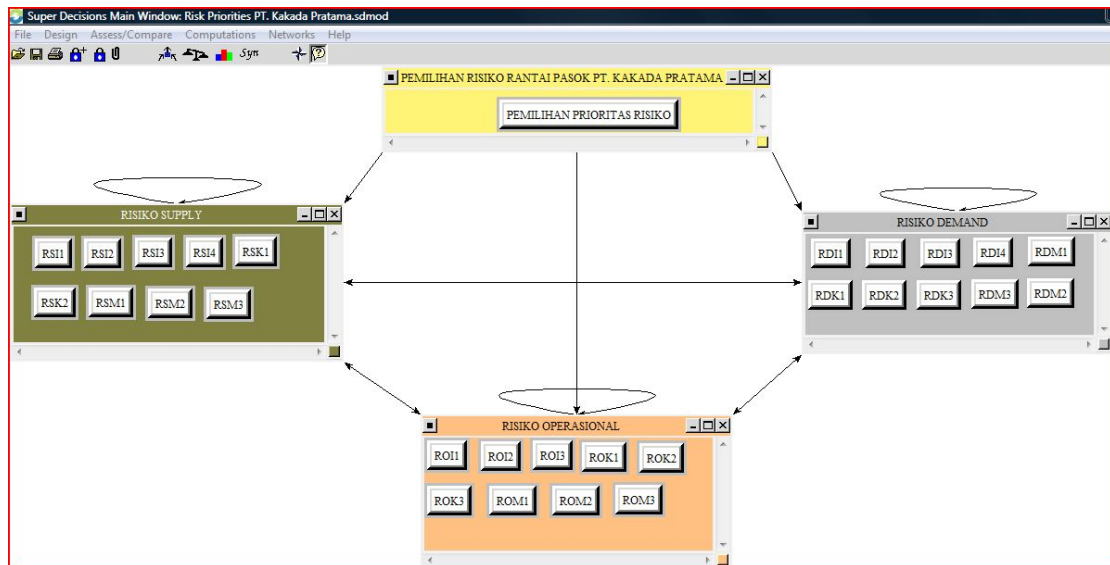 Super Decisions Main Window: Risk Priorities PT. Kakada Pratama.sdmod
File Design Assess/Compare Computations Networks Help
Syn
PEMILIHAN RISIKO RANTAI PASOK PT. KAKADA PRATAMA
PEMILIHAN PRIORITAS RISIKO
RISIKO SUPPLY
RSI1 RSI2 RSI3 RSI4 RSK1
RSK2 RSM1 RSM2 RSM3
RISIKO DEMAND
RDI1 RDI2 RDI3 RDI4 RDM1
RDK1 RDK2 RDK3 RDM3 RDM2
RISIKO OPERASIONAL
ROI1 ROI2 ROI3 ROK1 ROK2
ROK3 ROM1 ROM2 ROM3